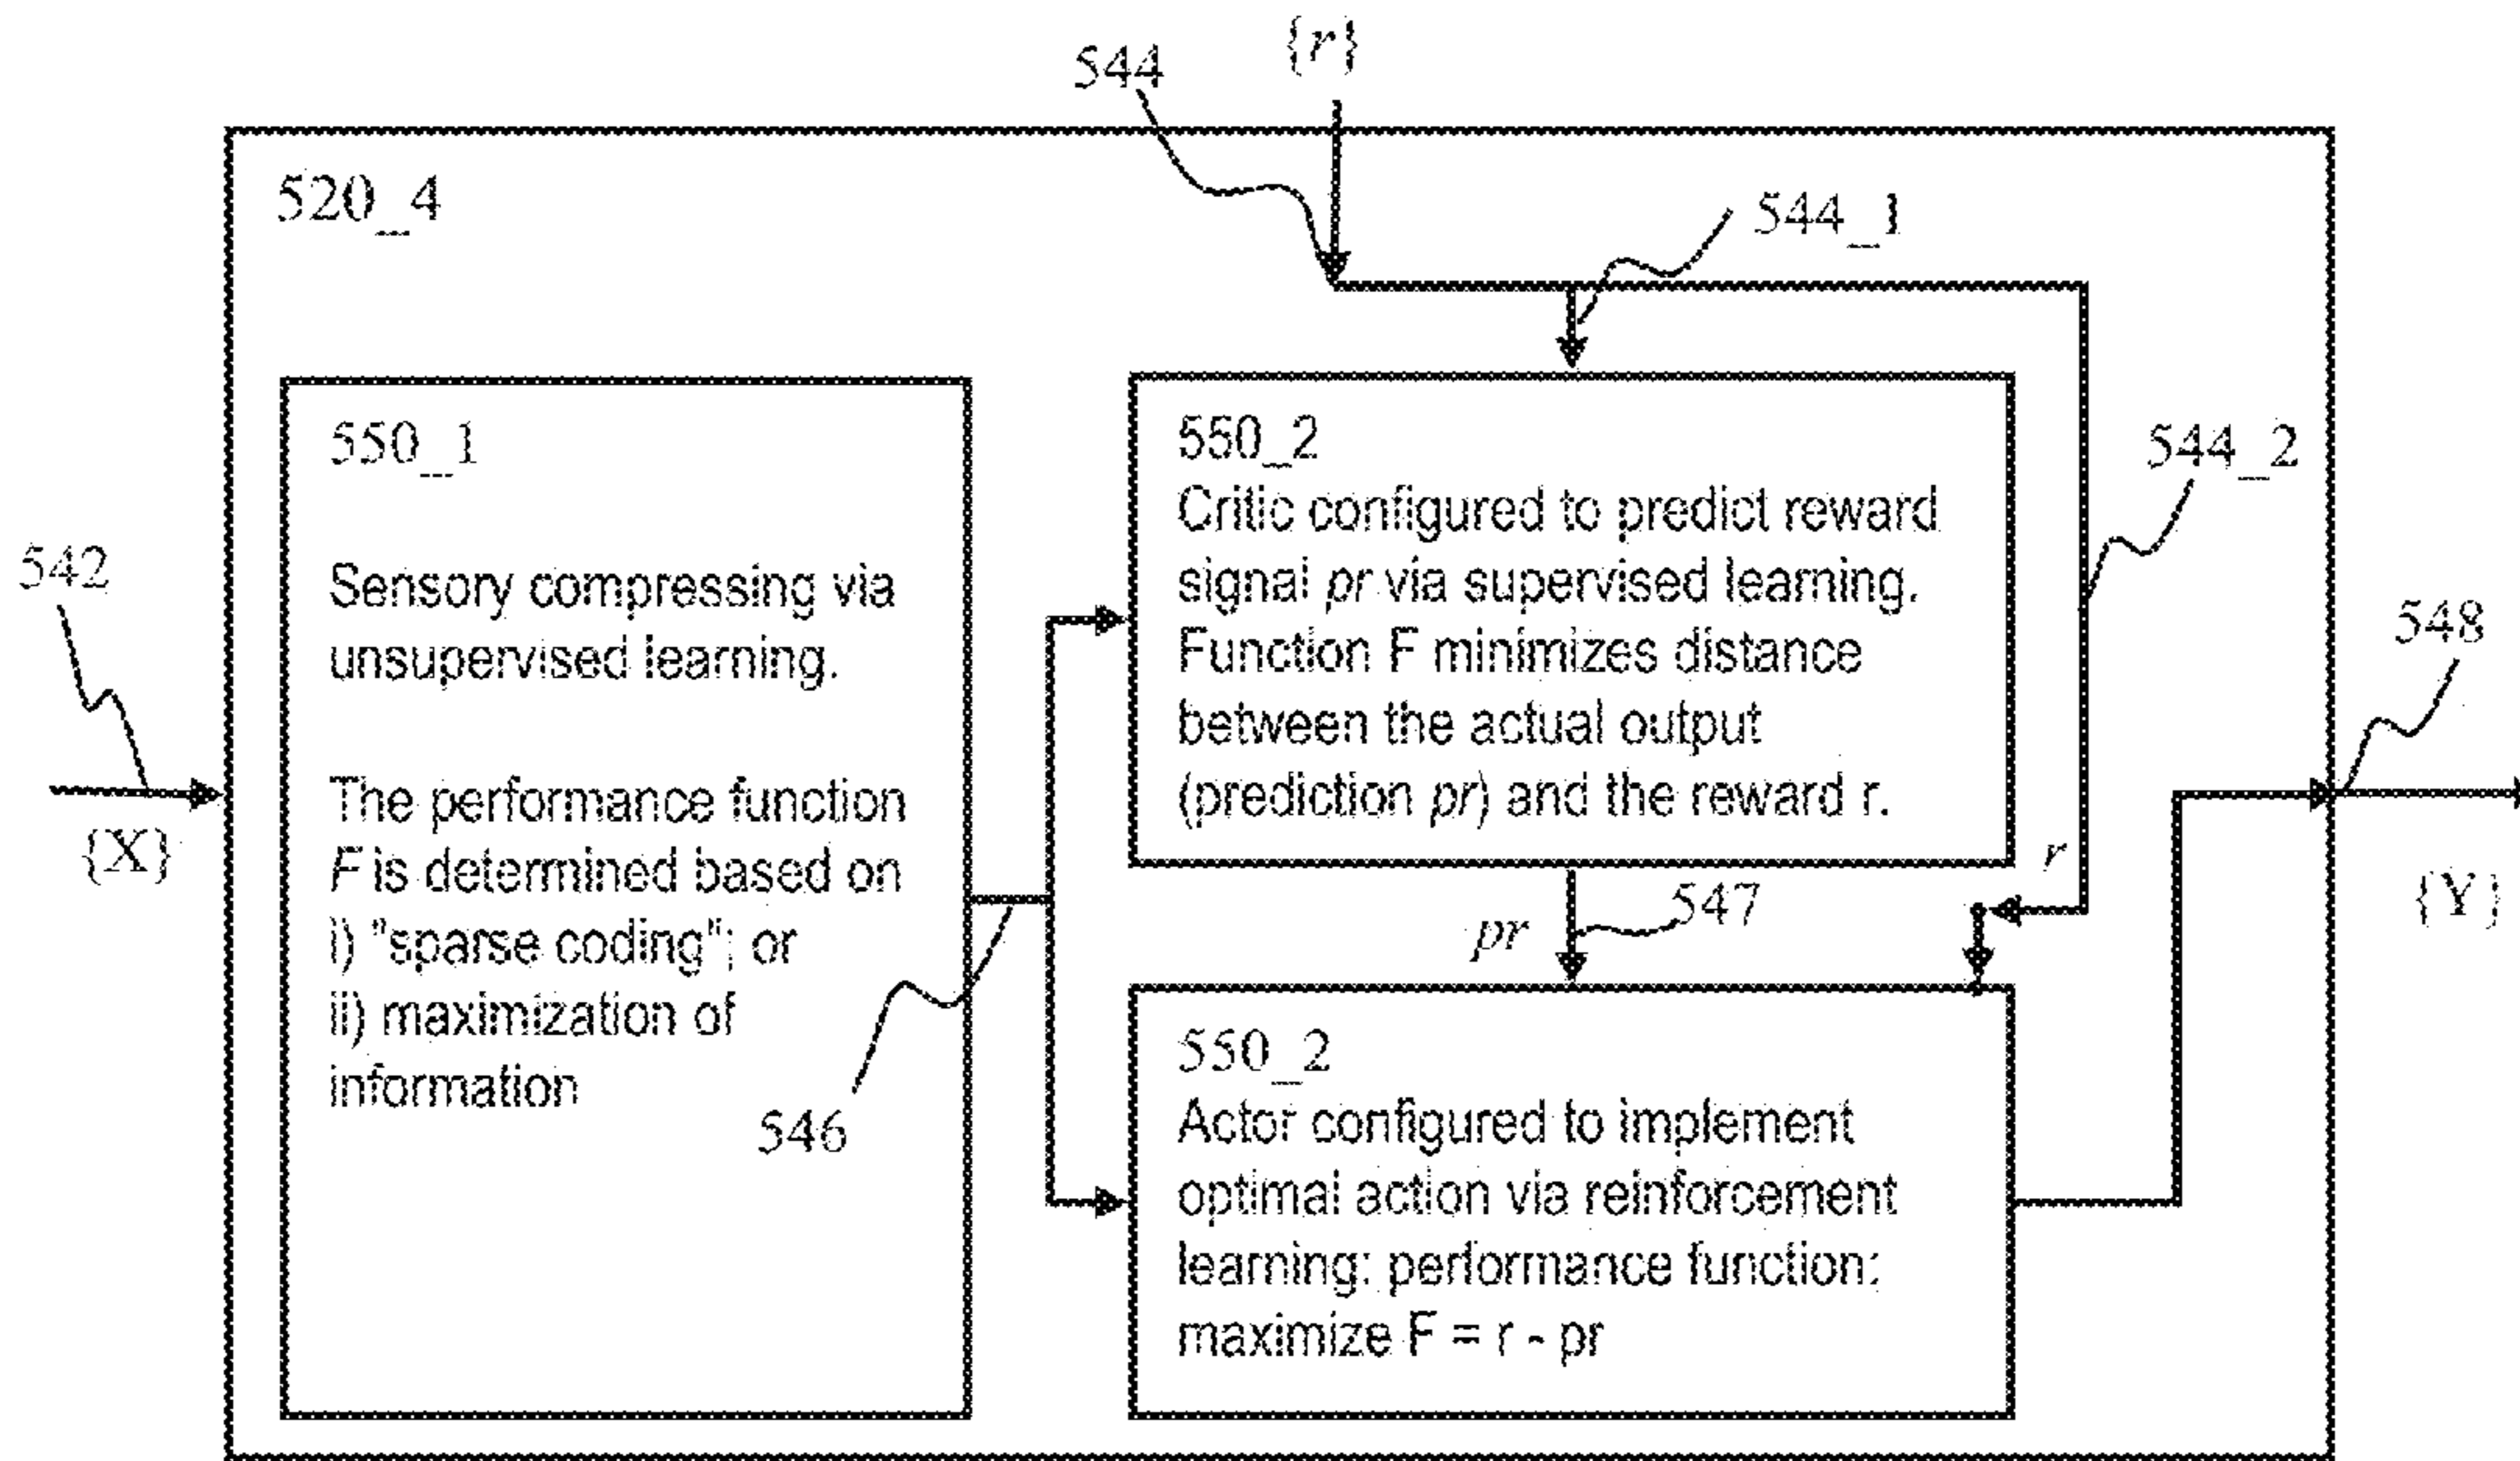 {r}
544
520_4
544_1
550_1
Sensory compressing via
unsupervised learning.
The performance function
F is determined based on
i) "sparse coding"; or
ii) maximization of
information
550_2
Critic configured to predict reward
signal pr via supervised learning.
Function F minimizes distance
between the actual output
(prediction pr) and the reward r.
544_2
542
{X}
548
{Y}
r
pr
547
546
550_2
Actor configured to implement
optimal action via reinforcement
learning: performance function:
maximize F = r - pr